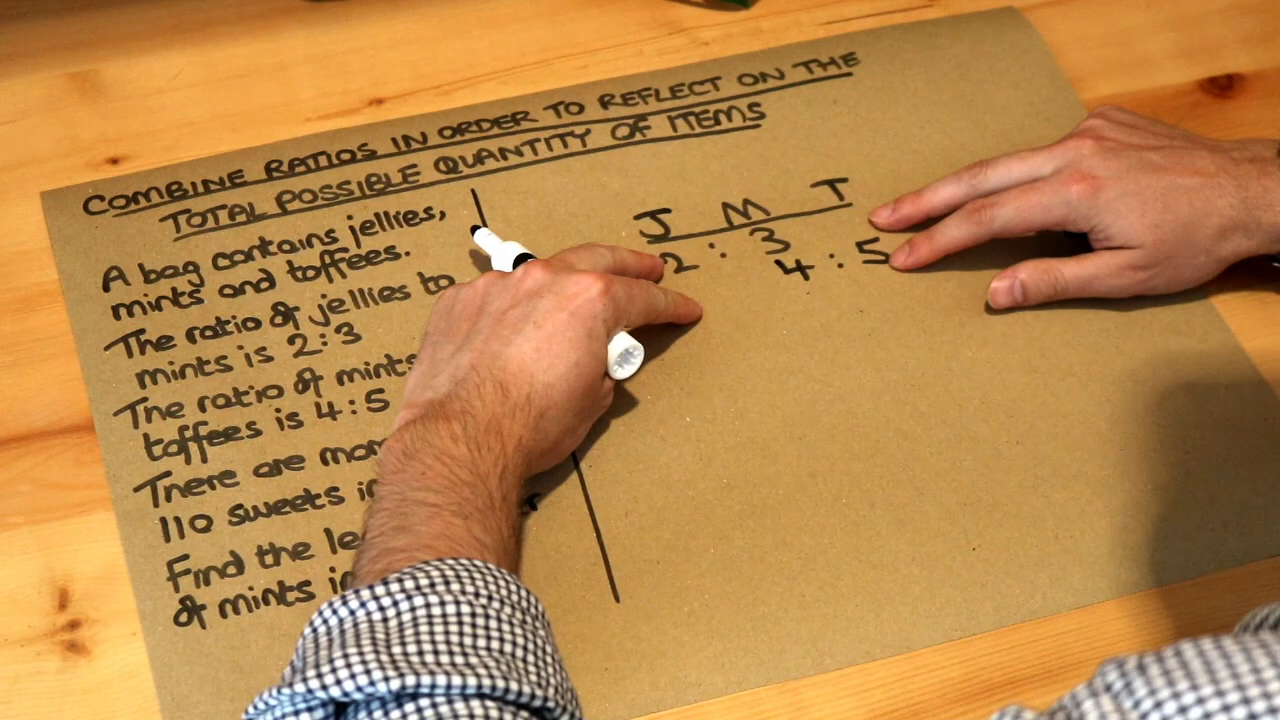 COMBINE RATIOS IN ORDER TO REFLECT ON THE
TOTAL POSSIBLE QUANTITY OF ITEMS
A bag contains jellies,
mints and toffees.
The ratio of jellies to
mints is 2:3
The ratio of mints
toffees is 4:5
There are
110 sweets
Find the
of mints
J M T
2 : 3
4 : 5